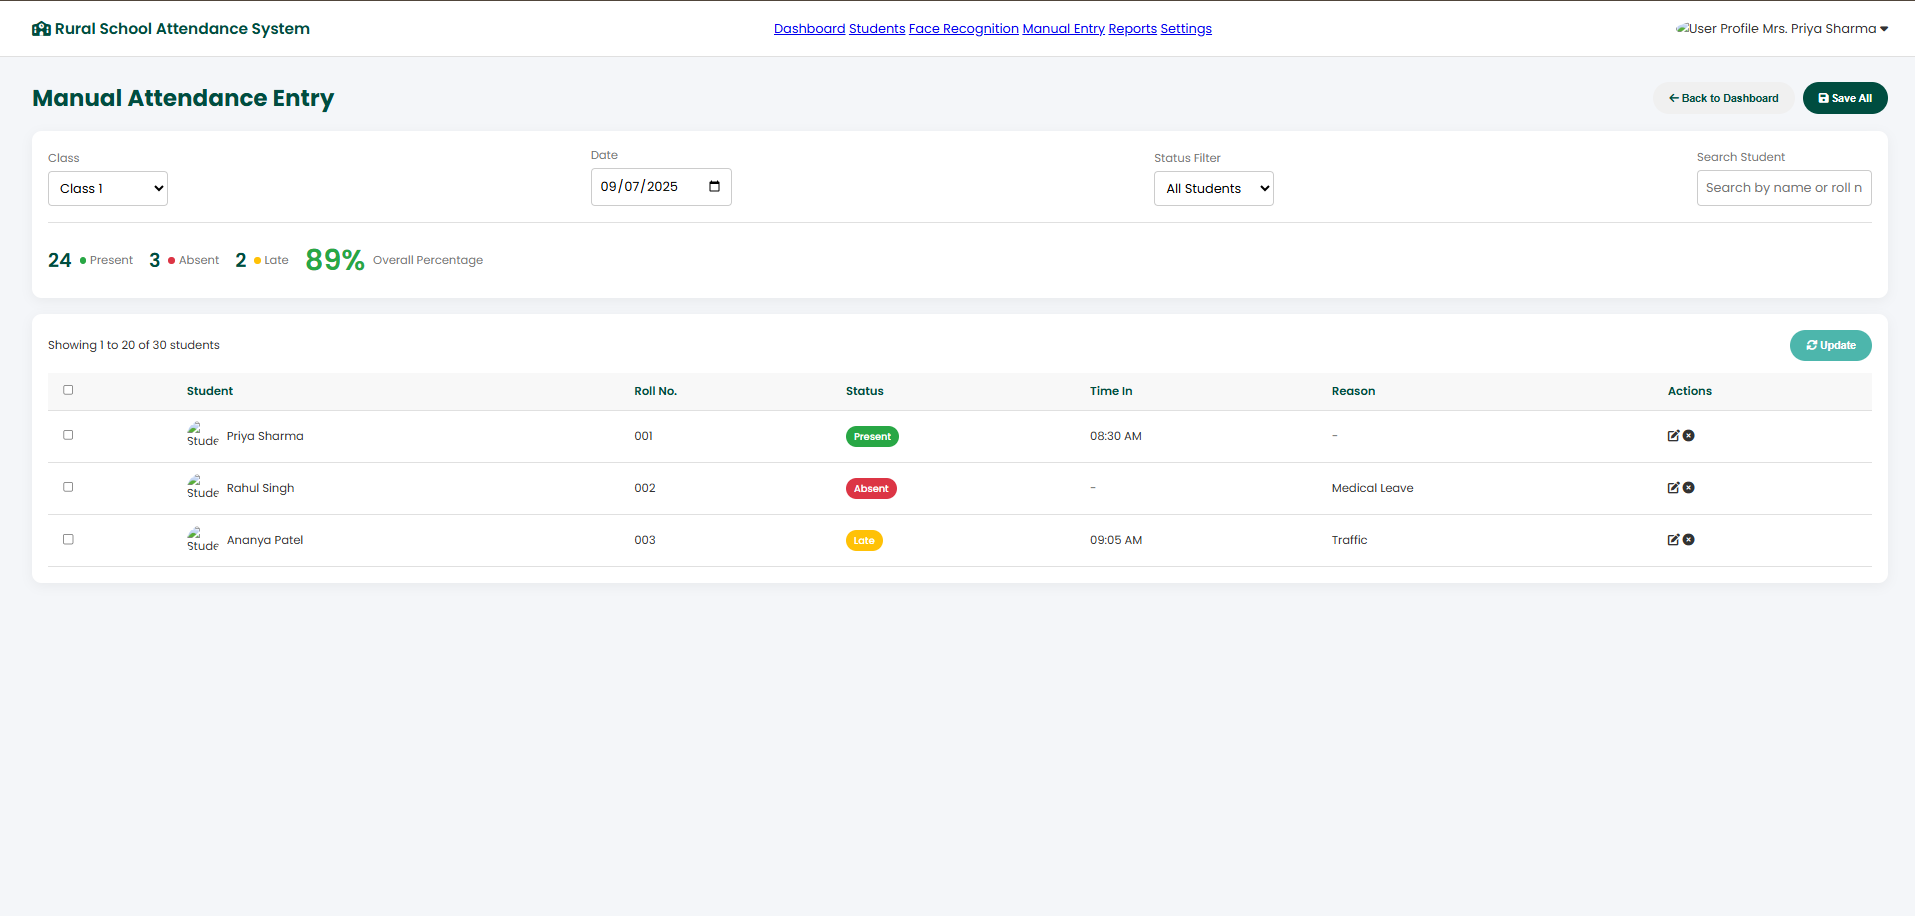 Rural School Attendance System
Dashboard Students Face Recognition Manual Entry Reports Settings
User Profile Mrs. Priya Sharma
Manual Attendance Entry
Back to Dashboard
Save All
Class
Class 1
Date
09/07/2025
Status Filter
All Students
Search Student
Search by name or roll n
24 Present 3 Absent 2 Late 89% Overall Percentage
Showing 1 to 20 of 30 students
Update
Student Roll No. Status Time In Reason Actions
Stude Priya Sharma 001 Present 08:30 AM -
Stude Rahul Singh 002 Absent - Medical Leave
Stude Ananya Patel 003 Late 09:05 AM Traffic